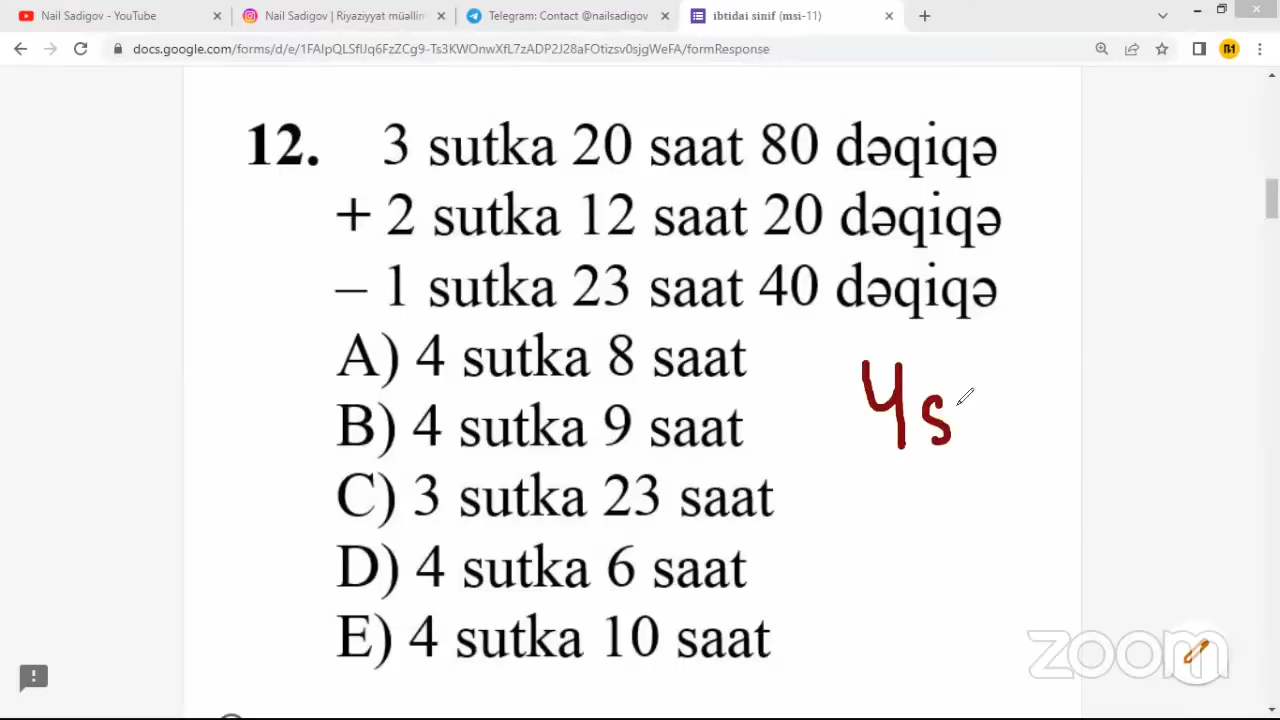 Nail Sadigov - YouTube
Nail Sadigov | Riyaziyyat müəllin
Telegram: Contact @nailsadigov
ibtidai sinif (msi-11)
docs.google.com/forms/d/e/1FAIpQLSflJq6FzZCg9-Ts3KWOnwXfL7zADP2J28aFOtizsv0sjgWeFA/formResponse
12. 3 sutka 20 saat 80 dəqiqə
+ 2 sutka 12 saat 20 dəqiqə
– 1 sutka 23 saat 40 dəqiqə
A) 4 sutka 8 saat
B) 4 sutka 9 saat
C) 3 sutka 23 saat
D) 4 sutka 6 saat
E) 4 sutka 10 saat
4s
zoom